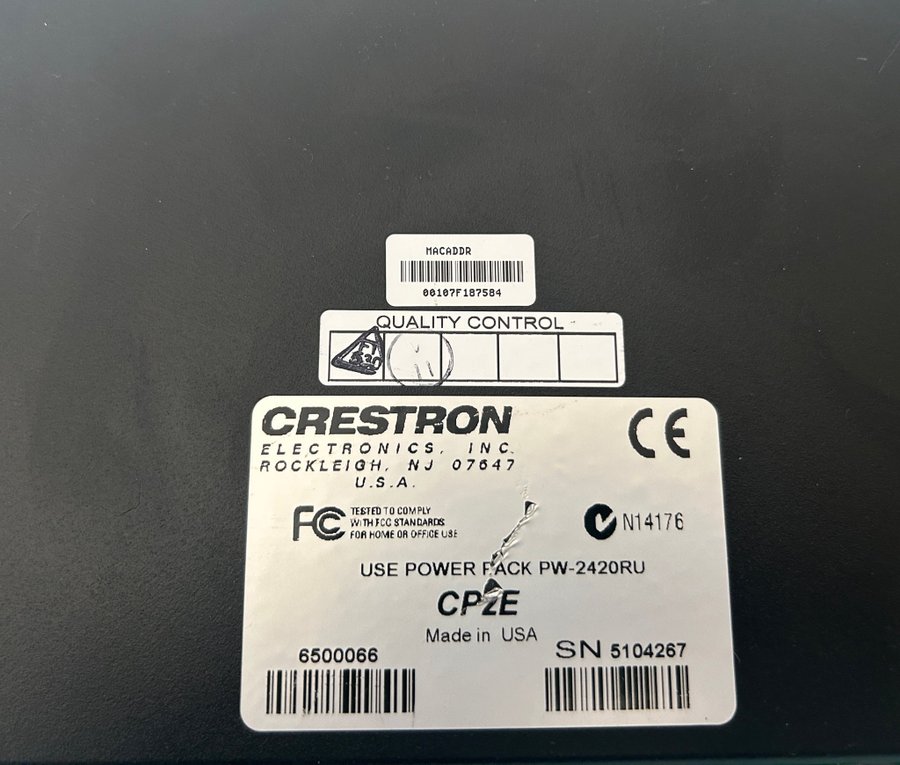 MACADDR
00107F187584
QUALITY CONTROL
CRESTRON
ELECTRONICS, INC.
ROCKLEIGH, NJ 07647
U.S.A.
CE
FC TESTED TO COMPLY
WITH FCC STANDARDS
FOR HOME OR OFFICE USE
N14176
USE POWER PACK PW-2420RU
CP2E
Made in USA
6500066
SN 5104267